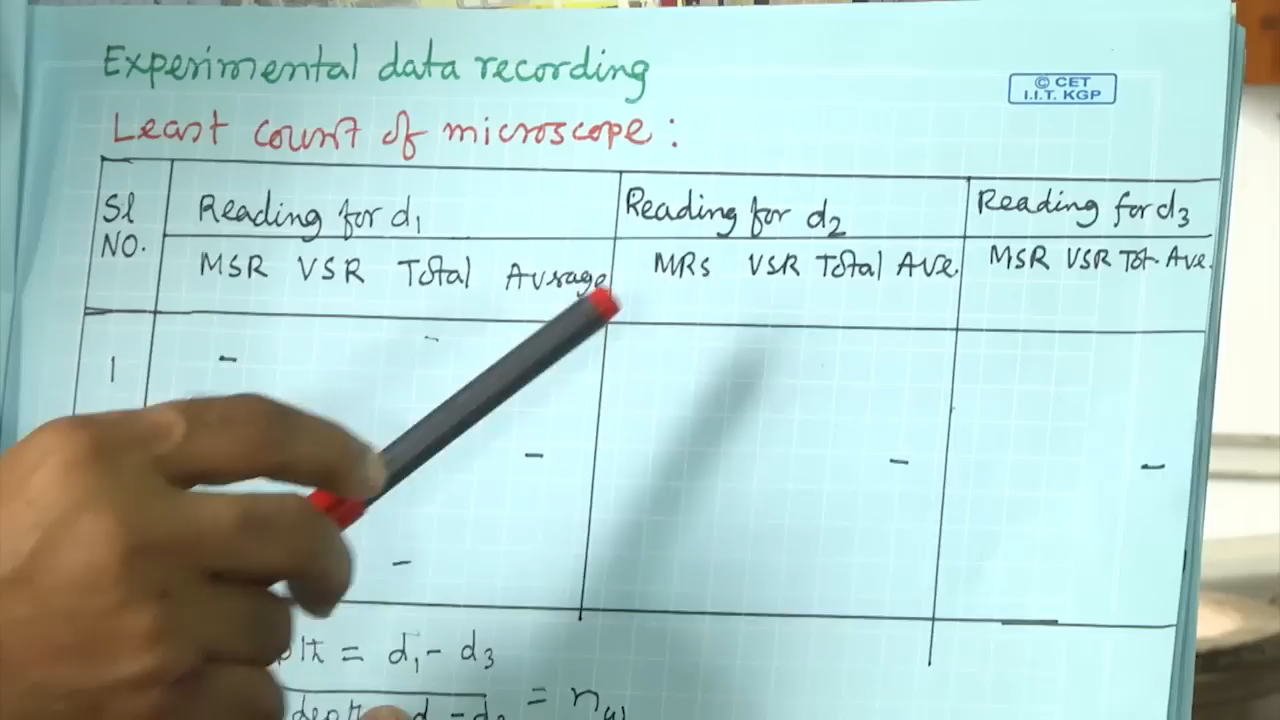 Experimental data recording
© CET
I.I.T. KGP
Least count of microscope :
Sl NO.
Reading for d1
Reading for d2
Reading for d3
MSR VSR Total Average
MRs VSR Total Ave.
MSR VSR Tot. Ave.
1 -
-
-
-
-
= d1 - d3
= nw